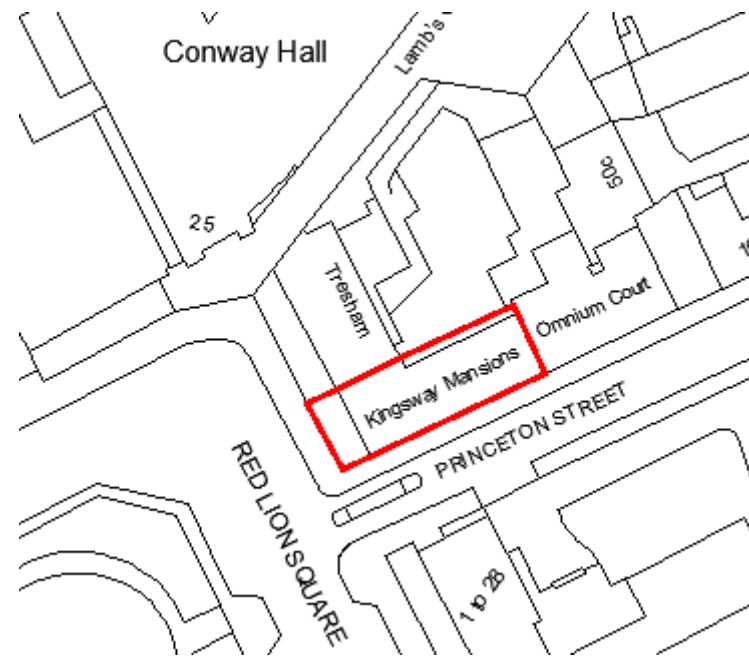 Conway Hall
Lamb's
25
50c
Tresham
Omnium Court
Kingsway Mansions
PRINCETON STREET
RED LION SQUARE
1 to 28